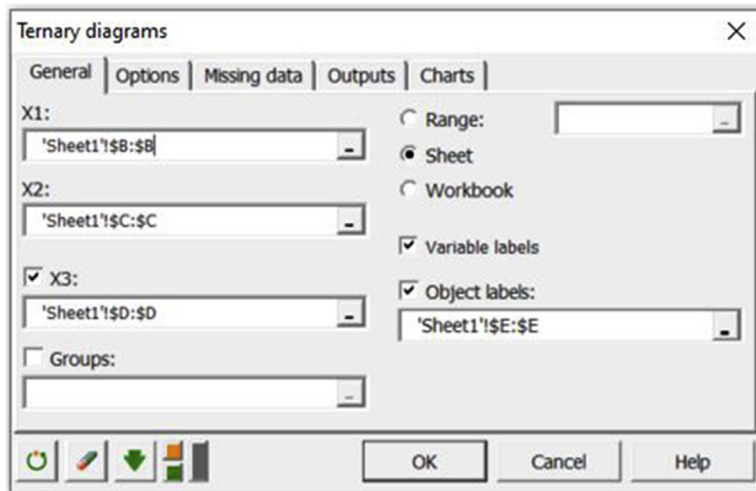 Ternary diagrams
General Options Missing data Outputs Charts
X1:
'Sheet1'!$B:$B
X2:
'Sheet1'!$C:$C
X3:
'Sheet1'!$D:$D
Groups:
Range:
Sheet
Workbook
Variable labels
Object labels:
'Sheet1'!$E:$E
OK Cancel Help